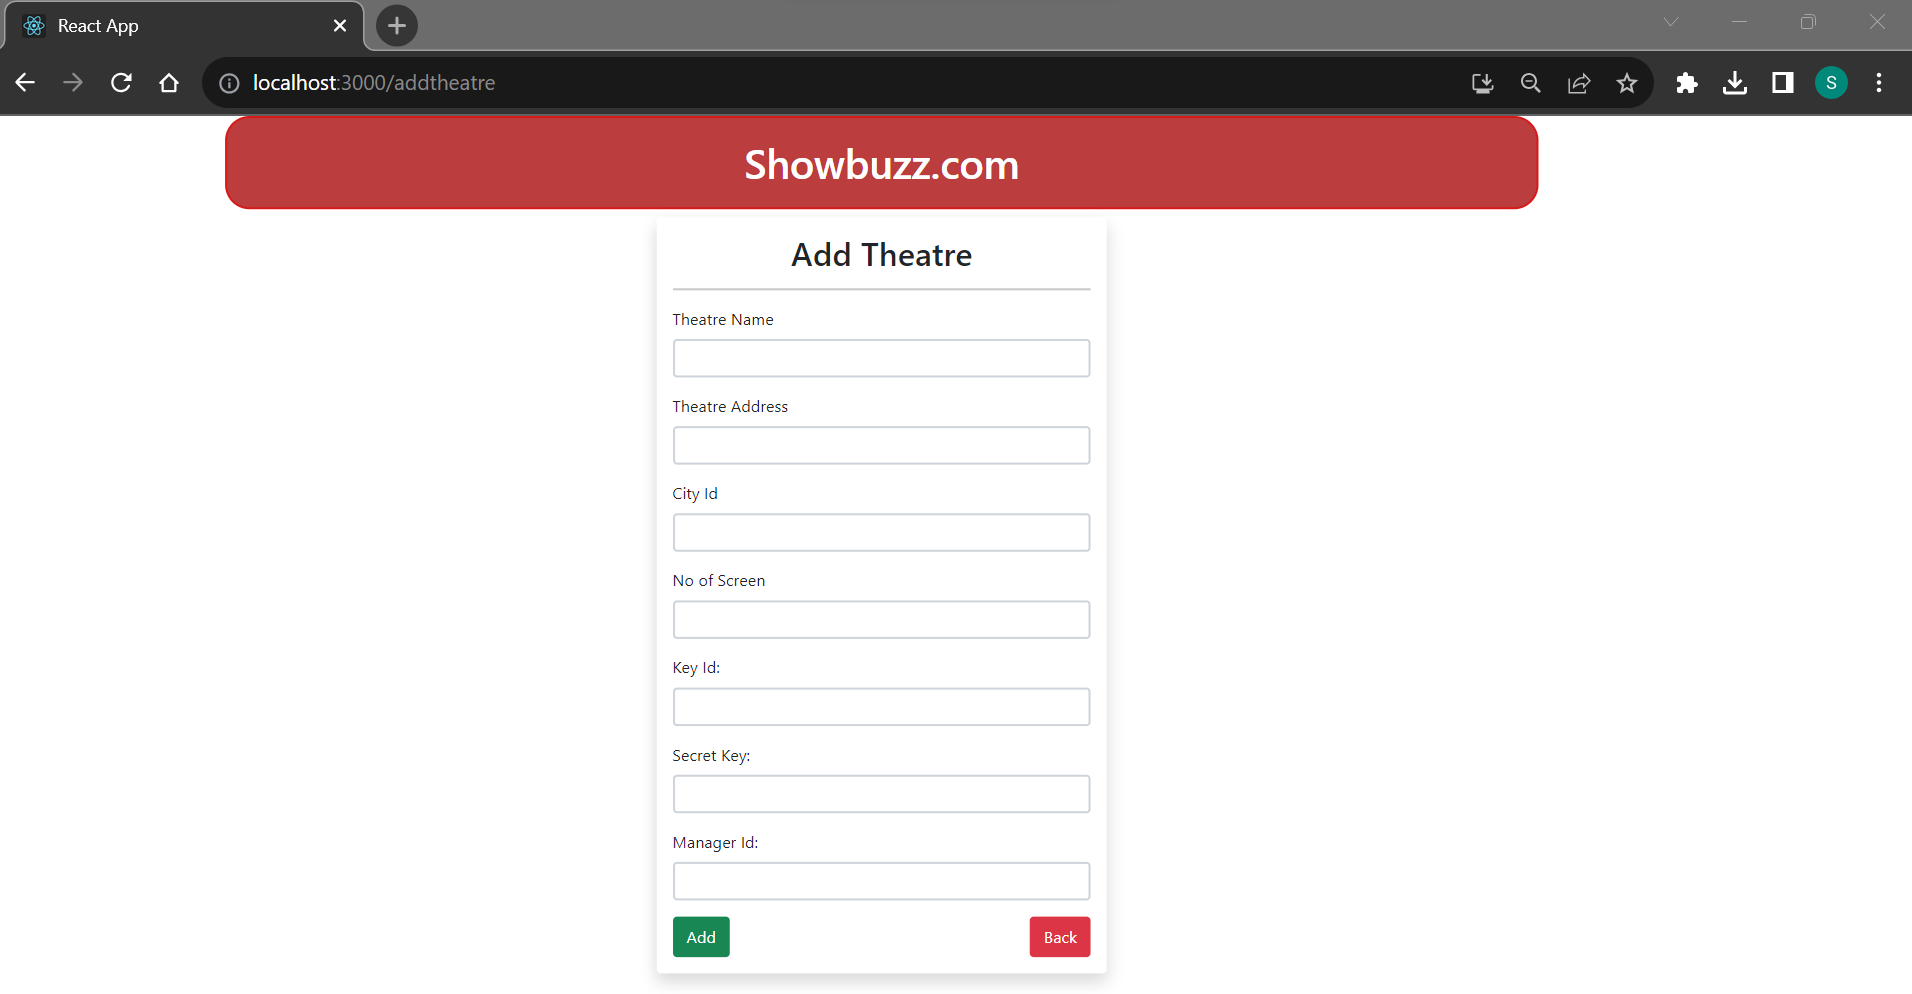 React App
localhost:3000/addtheatre
S
Showbuzz.com
Add Theatre
Theatre Name
Theatre Address
City Id
No of Screen
Key Id:
Secret Key:
Manager Id:
Add Back